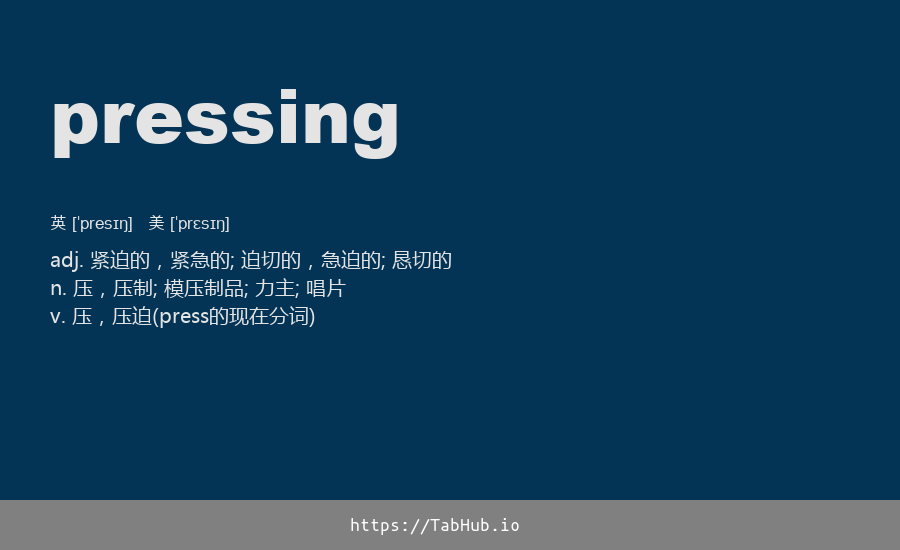 pressing
英 [ˈpresɪŋ] 美 [ˈprɛsɪŋ]
adj. 紧迫的，紧急的; 迫切的，急迫的; 恳切的
n. 压，压制; 模压制品; 力主; 唱片
v. 压，压迫(press的现在分词)
https://TabHub.io